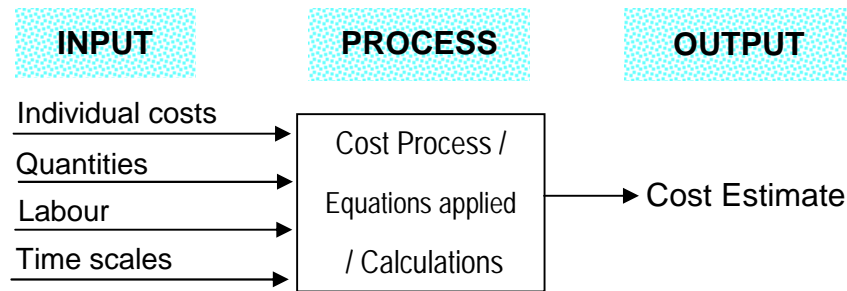 INPUT PROCESS OUTPUT
Individual costs
Quantities
Labour
Time scales
Cost Process /
Equations applied
/ Calculations
Cost Estimate